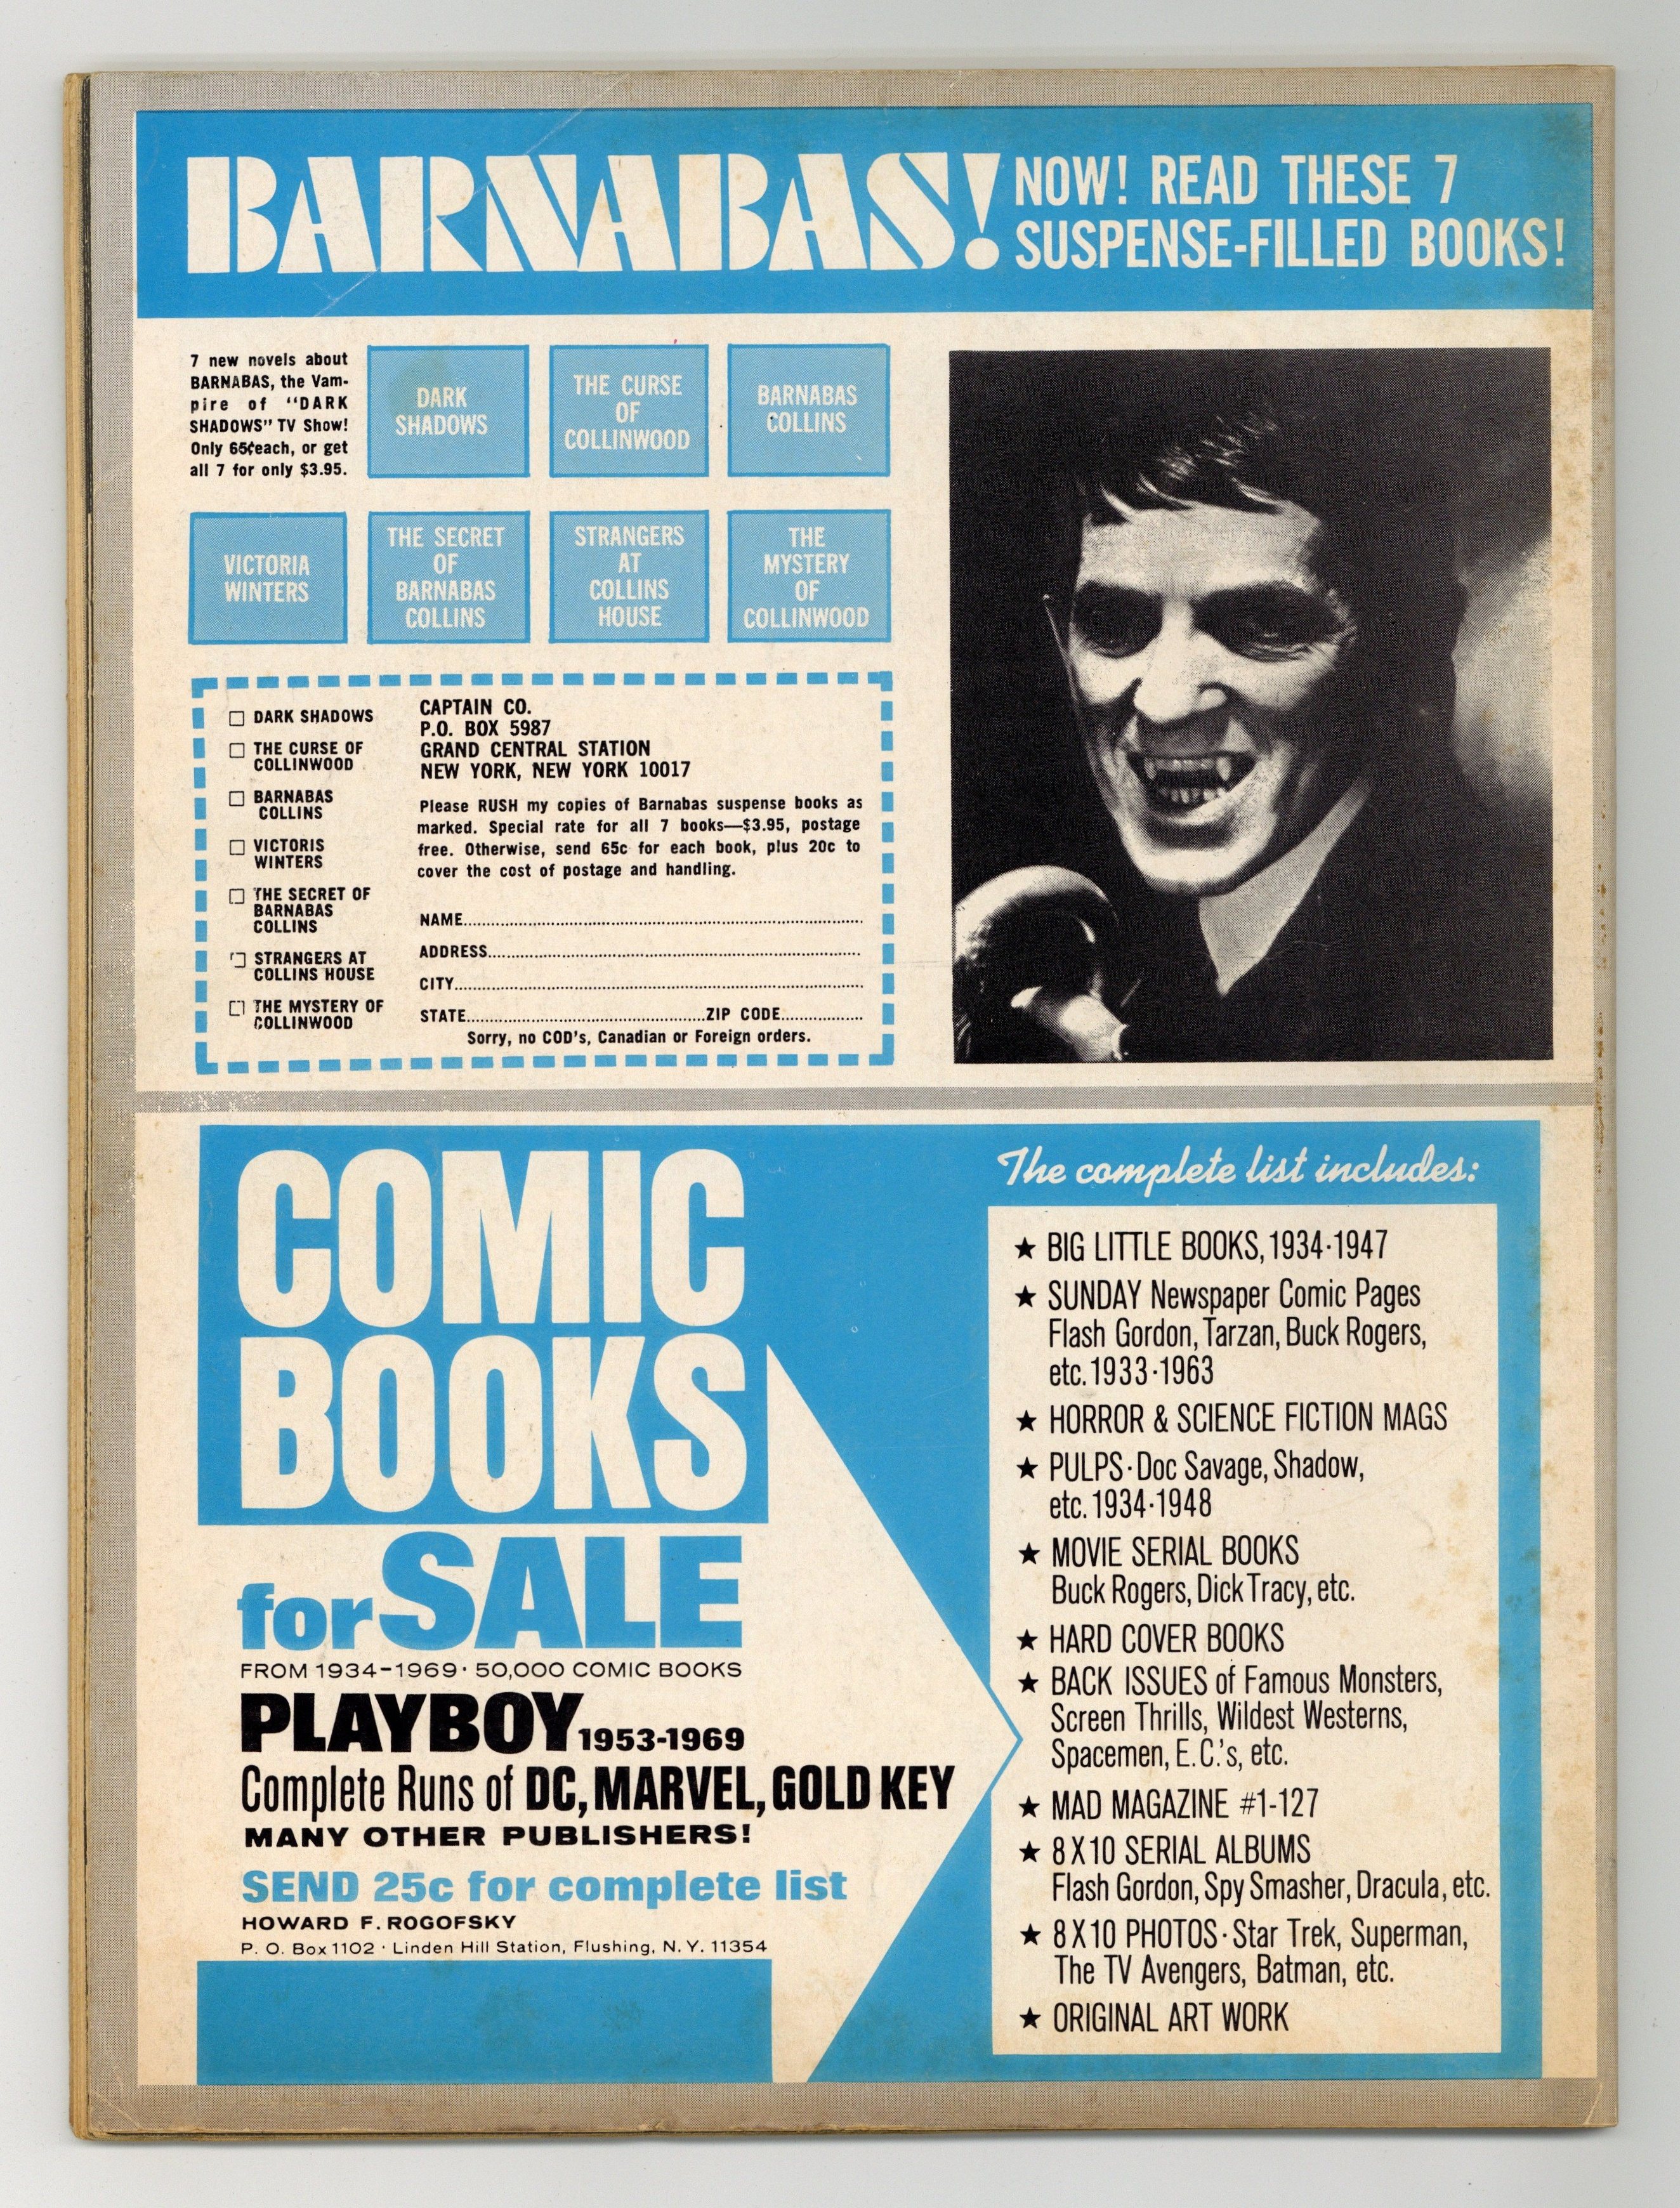 BARNABAS!
NOW! READ THESE 7
SUSPENSE-FILLED BOOKS!
7 new novels about
BARNABAS, the Vam-
pire of "DARK
SHADOWS" TV Show!
Only 65¢each, or get
all 7 for only $3.95.
DARK
SHADOWS
THE CURSE
OF
COLLINWOOD
BARNABAS
COLLINS
VICTORIA
WINTERS
THE SECRET
OF
BARNABAS
COLLINS
STRANGERS
AT
COLLINS
HOUSE
THE
MYSTERY
OF
COLLINWOOD
DARK SHADOWS
THE CURSE OF
COLLINWOOD
BARNABAS
COLLINS
VICTORIS
WINTERS
THE SECRET OF
BARNABAS
COLLINS
STRANGERS AT
COLLINS HOUSE
THE MYSTERY OF
COLLINWOOD
CAPTAIN CO.
P.O. BOX 5987
GRAND CENTRAL STATION
NEW YORK, NEW YORK 10017
Please RUSH my copies of Barnabas suspense books as
marked. Special rate for all 7 books—$3.95, postage
free. Otherwise, send 65c for each book, plus 20c to
cover the cost of postage and handling.
NAME
ADDRESS
CITY
STATE ZIP CODE
Sorry, no COD's, Canadian or Foreign orders.
COMIC
BOOKS
for SALE
FROM 1934-1969 · 50,000 COMIC BOOKS
PLAYBOY 1953-1969
Complete Runs of DC, MARVEL, GOLD KEY
MANY OTHER PUBLISHERS!
SEND 25c for complete list
HOWARD F. ROGOFSKY
P. O. Box 1102 · Linden Hill Station, Flushing, N. Y. 11354
The complete list includes:
★ BIG LITTLE BOOKS, 1934-1947
★ SUNDAY Newspaper Comic Pages
Flash Gordon, Tarzan, Buck Rogers,
etc. 1933-1963
★ HORROR & SCIENCE FICTION MAGS
★ PULPS · Doc Savage, Shadow,
etc. 1934-1948
★ MOVIE SERIAL BOOKS
Buck Rogers, Dick Tracy, etc.
★ HARD COVER BOOKS
★ BACK ISSUES of Famous Monsters,
Screen Thrills, Wildest Westerns,
Spacemen, E.C.'s, etc.
★ MAD MAGAZINE #1-127
★ 8X10 SERIAL ALBUMS
Flash Gordon, Spy Smasher, Dracula, etc.
★ 8X10 PHOTOS · Star Trek, Superman,
The TV Avengers, Batman, etc.
★ ORIGINAL ART WORK